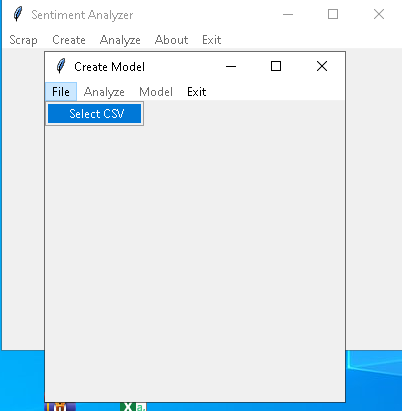 Sentiment Analyzer
Scrap Create Analyze About Exit
Create Model
File Analyze Model Exit
Select CSV